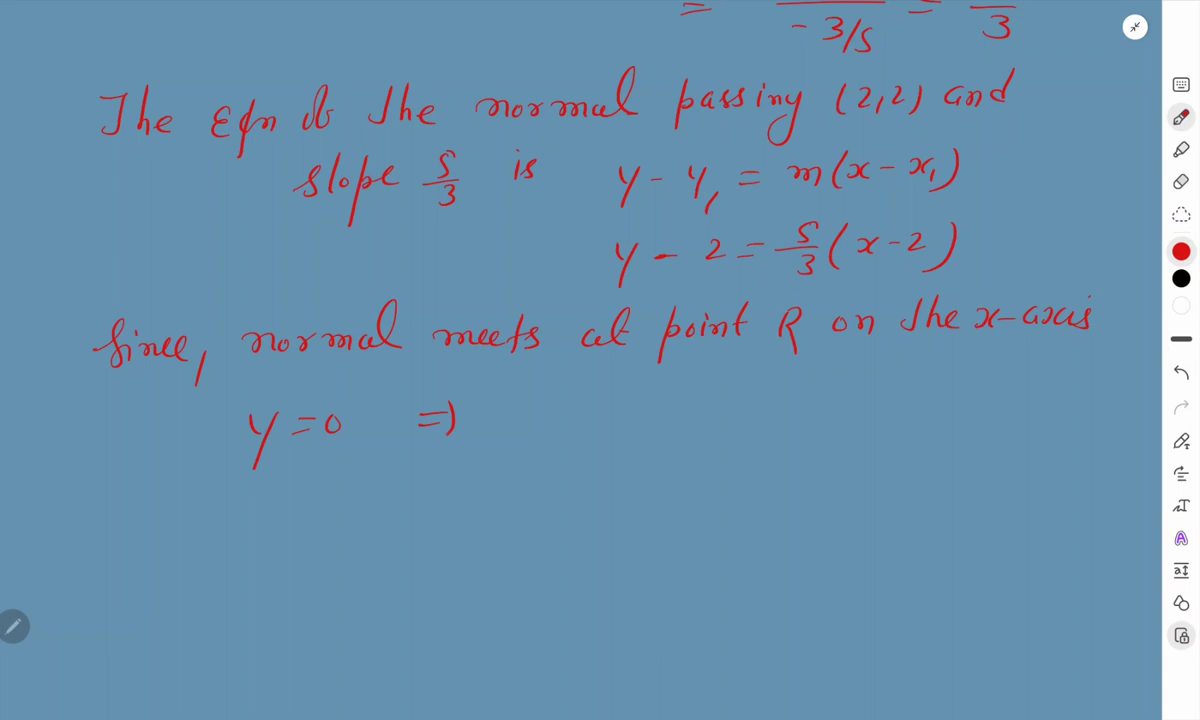 = / -3/5 = / 3
The Eqn of the normal passing (2,2) and
slope 5/3 is y - y₁ = m(x - x₁)
y - 2 = 5/3 (x - 2)
Since, normal meets at point R on the x-axis
y = 0 ⇒